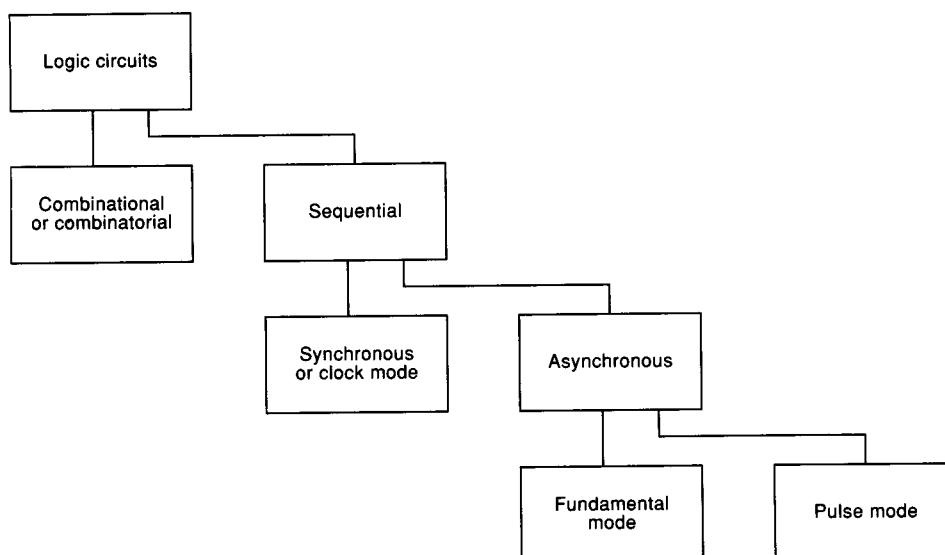 Logic circuits
Combinational
or combinatorial
Sequential
Synchronous
or clock mode
Asynchronous
Fundamental
mode
Pulse mode